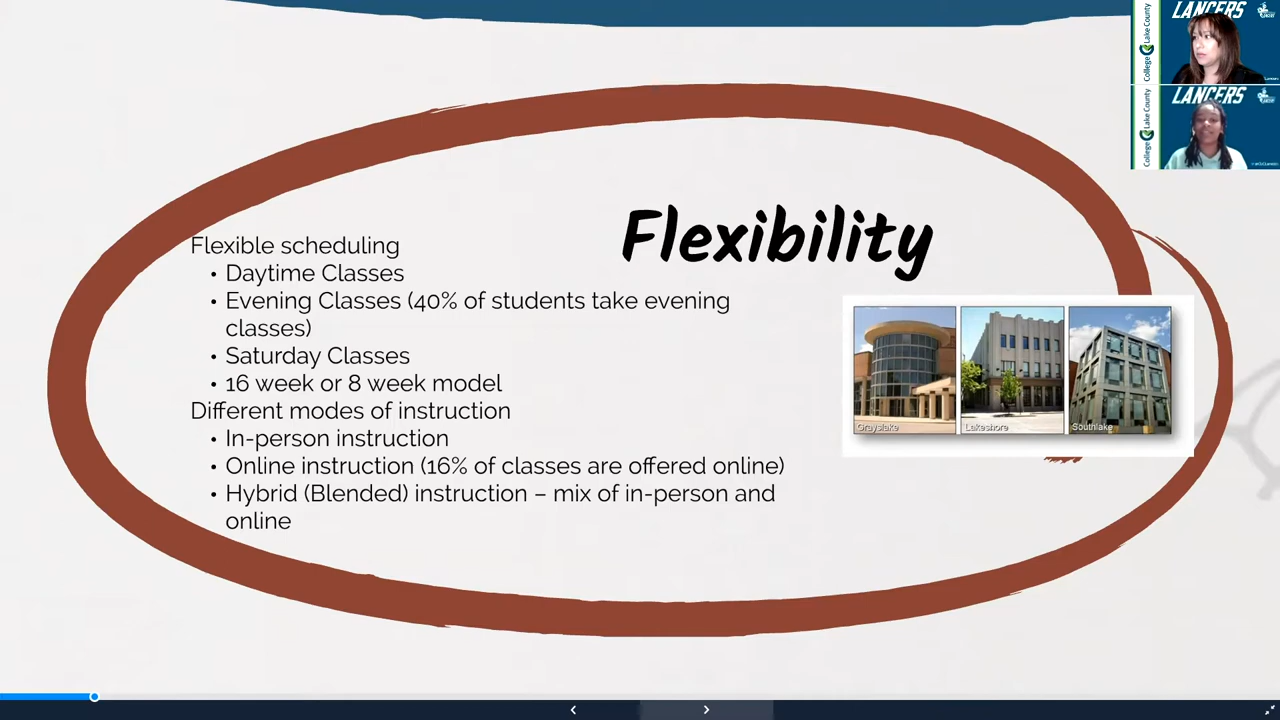 Flexibility
Flexible scheduling
• Daytime Classes
• Evening Classes (40% of students take evening
classes)
• Saturday Classes
• 16 week or 8 week model
Different modes of instruction
• In-person instruction
• Online instruction (16% of classes are offered online)
• Hybrid (Blended) instruction – mix of in-person and
online
Grayslake
Lakeshore
Southlake
LANCERS
College Lake County
LANCERS
College Lake County